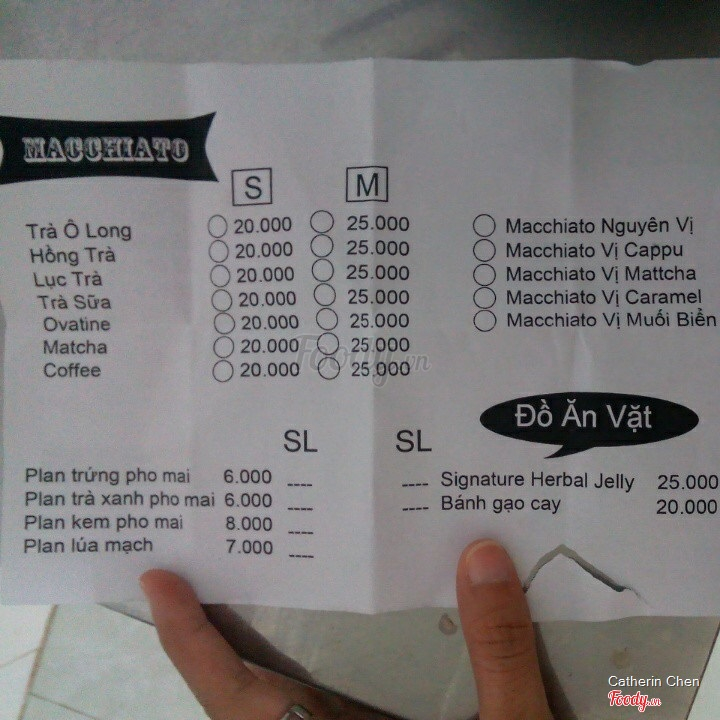 MACCHIATO
S M
Trà Ô Long 20.000 25.000
Hồng Trà 20.000 25.000
Lục Trà 20.000 25.000
Trà Sữa 20.000 25.000
Ovatine 20.000 25.000
Matcha 20.000 25.000
Coffee 20.000 25.000
Macchiato Nguyên Vị
Macchiato Vị Cappu
Macchiato Vị Mattcha
Macchiato Vị Caramel
Macchiato Vị Muối Biển
Foody.vn
Đồ Ăn Vặt
SL
Plan trứng pho mai 6.000 ----
Plan trà xanh pho mai 6.000 ----
Plan kem pho mai 8.000 ----
Plan lúa mạch 7.000 ----
SL
---- Signature Herbal Jelly 25.000
---- Bánh gạo cay 20.000
Catherin Chen
Foody.vn